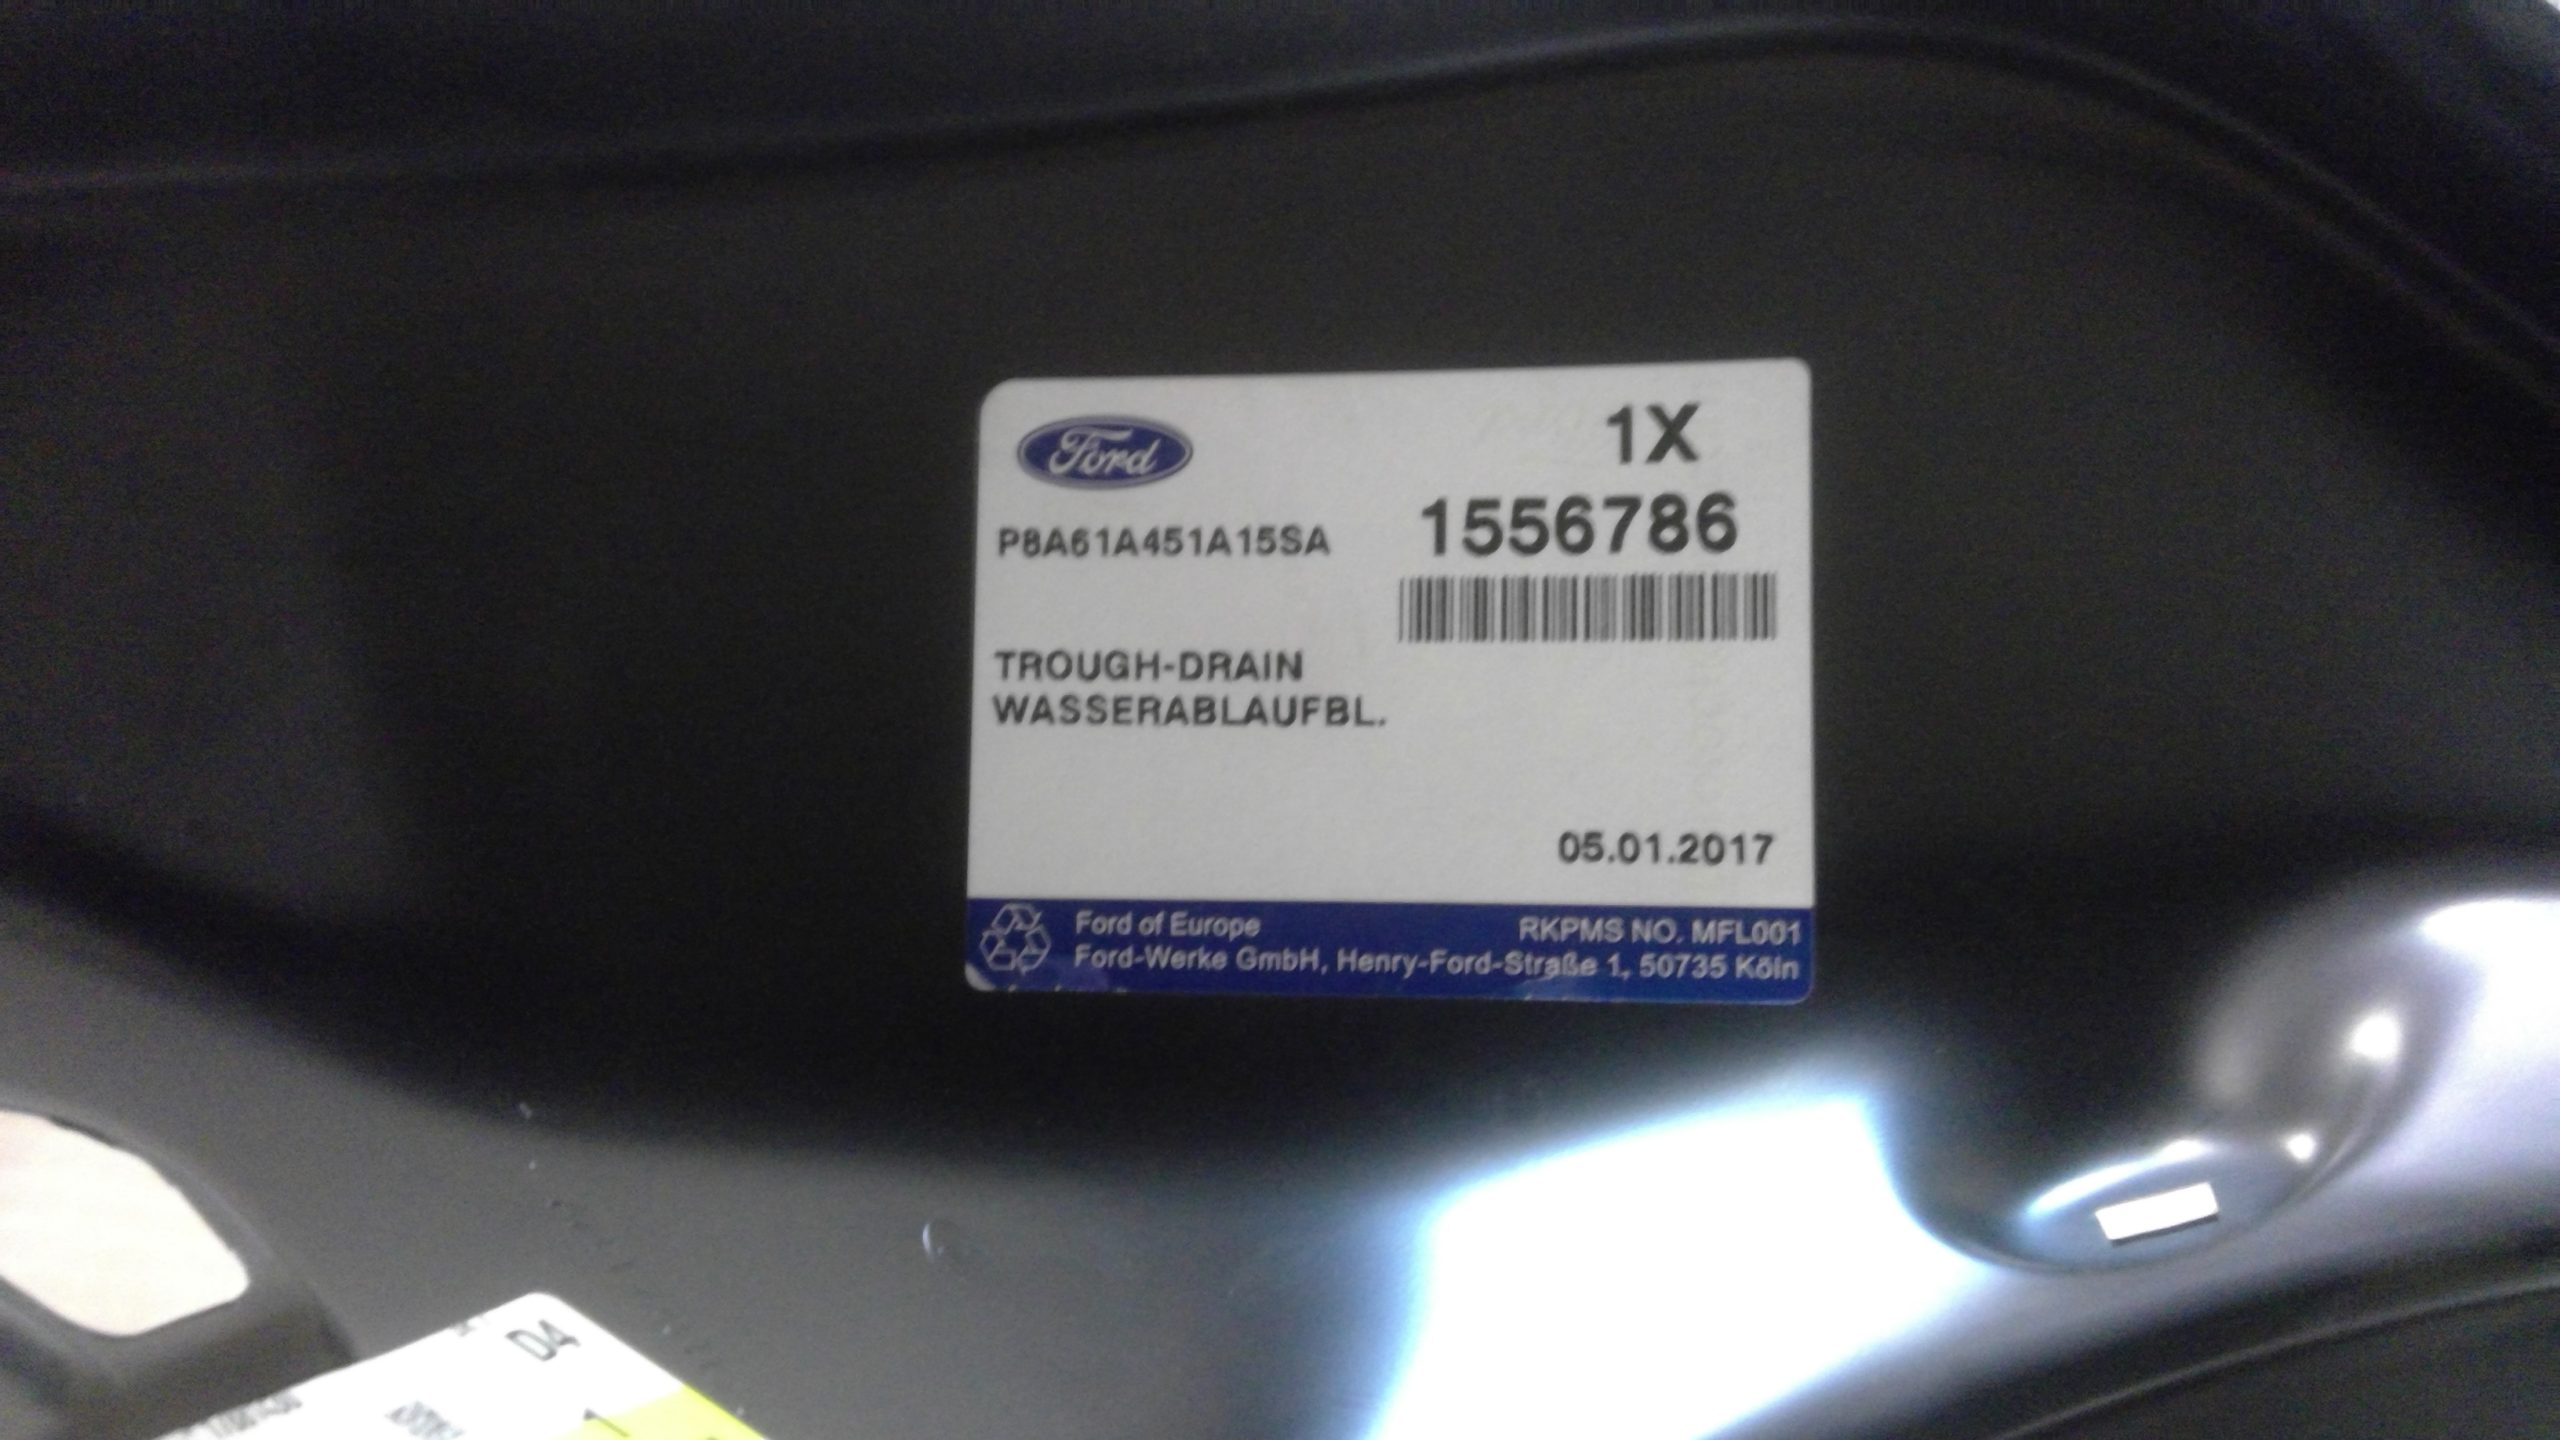 Ford
1X
P8A61A451A15SA
1556786
TROUGH-DRAIN
WASSERABLAUFBL.
05.01.2017
Ford of Europe
RKPMS NO. MFL001
Ford-Werke GmbH, Henry-Ford-Straße 1, 50735 Köln
D4